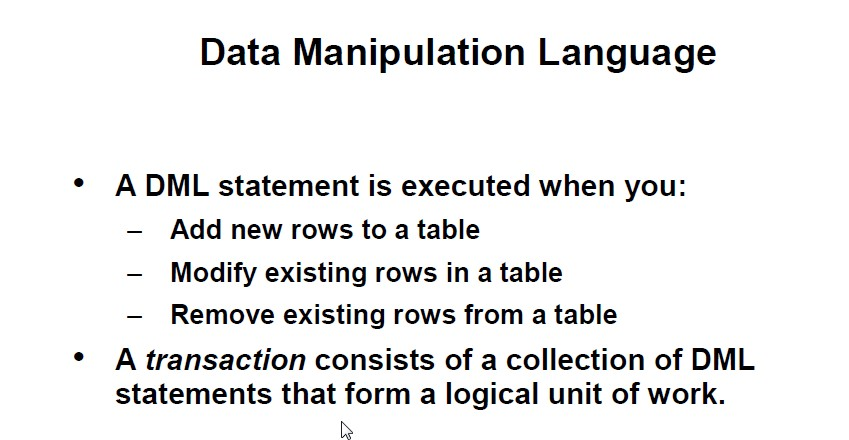 Data Manipulation Language
• A DML statement is executed when you:
– Add new rows to a table
– Modify existing rows in a table
– Remove existing rows from a table
• A transaction consists of a collection of DML
statements that form a logical unit of work.